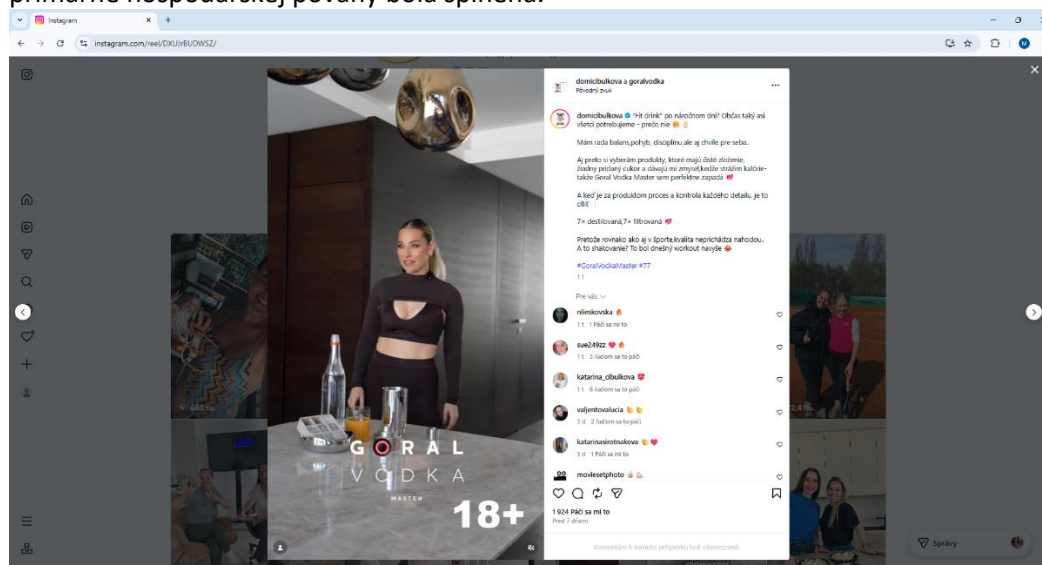 primárne hospodárskej povahy bola splnená.
Instagram
instagram.com/reel/DXUJrBUDWSZ/
domicibulkova a goralvodka
Pôvodný zvuk
domicibulkova "Fit drink" po náročnom dni? Občas taký asi
všetci potrebujeme - prečo nie
Mám rada balans,pohyb, disciplínu,ale aj chvíle pre seba..
Aj preto si vyberám produkty, ktoré majú čisté zloženie,
žiadny pridaný cukor a dávajú mi zmysel,keďže strážim kalórie-
takže Goral Vodka Master sem perfektne zapadá
A keď je za produktom proces a kontrola každého detailu, je to
cítiť
7× destilovaná,7× filtrovaná
Pretože rovnako ako aj v športe,kvalita neprichádza nahodou..
A to shakovanie? To bol dnešný workout navyše
#GoralVodkaMaster #77
1 t
Pre vás
nlieskovska
1 t 1 Páči sa mi to
sue249zz
1 t 5 ľuďom sa to páči
katarina_cibulkova
1 t 6 ľuďom sa to páči
valjentovalucia
3 d 2 ľuďom sa to páči
katarinasirotnakova
3 d 1 Páči sa mi to
moviesetphoto
1 924 Páči sa mi to
Pred 7 dňami
Komentáre k tomuto príspevku boli obmedzené.
GORAL
VODKA
MASTER
18+
Správy